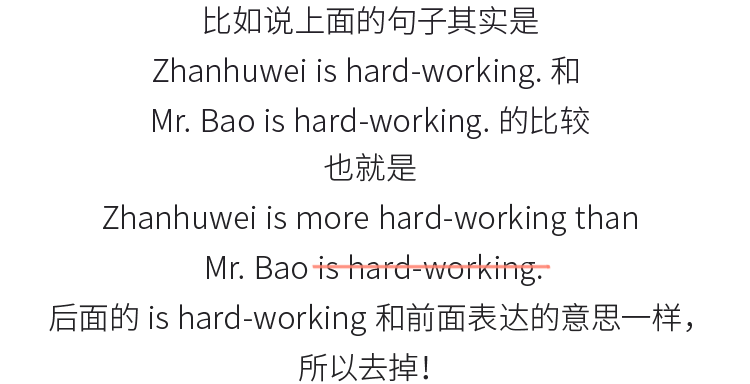 比如说上面的句子其实是
Zhanhuwei is hard-working. 和
Mr. Bao is hard-working. 的比较
也就是
Zhanhuwei is more hard-working than
Mr. Bao is hard-working.
后面的 is hard-working 和前面表达的意思一样，
所以去掉！